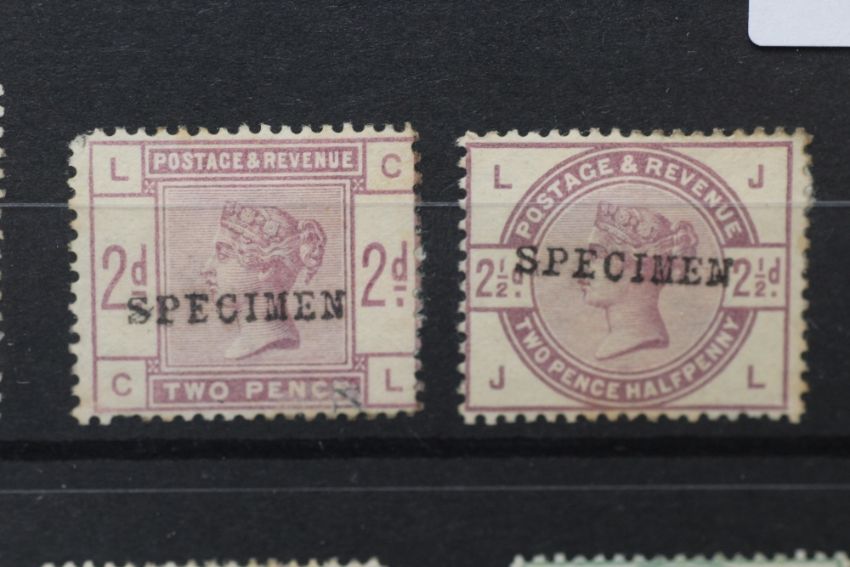 L POSTAGE & REVENUE C
2d 2d.
SPECIMEN
C TWO PENCE L
L POSTAGE & REVENUE J
SPECIMEN
2½d 2½d.
J TWO PENCE HALFPENNY L